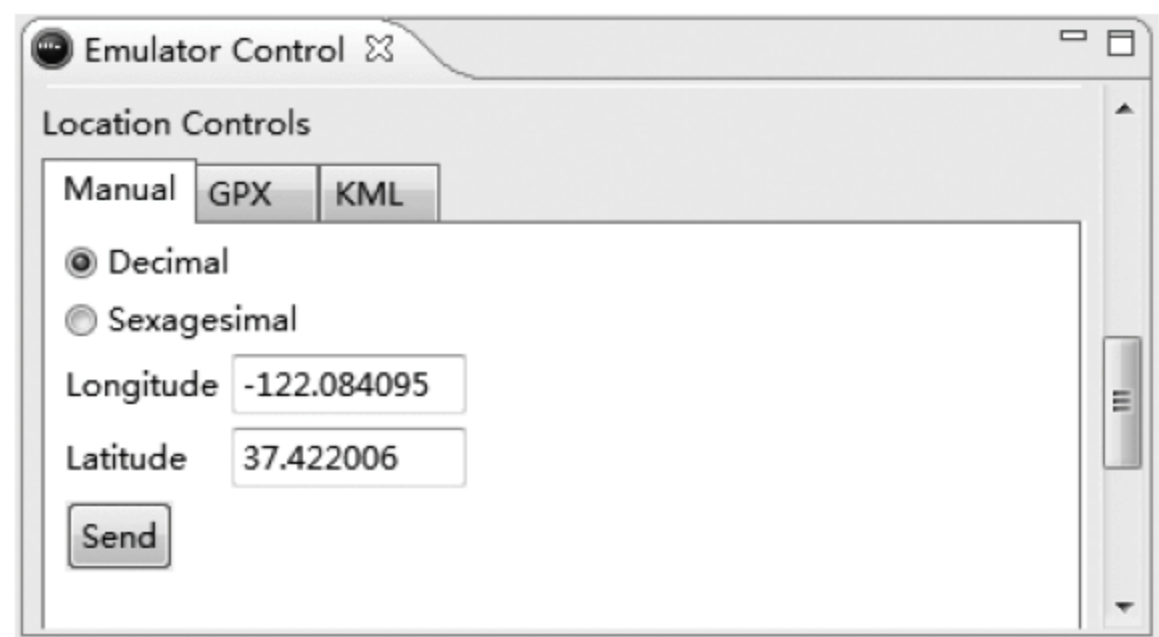 Emulator Control
Location Controls
Manual GPX KML
Decimal
Sexagesimal
Longitude -122.084095
Latitude 37.422006
Send